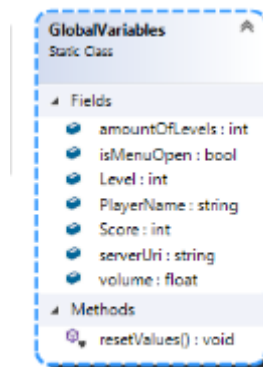 GlobalVariables
Static Class
Fields
amountOfLevels : int
isMenuOpen : bool
Level : int
PlayerName : string
Score : int
serverUri : string
volume : float
Methods
resetValues() : void